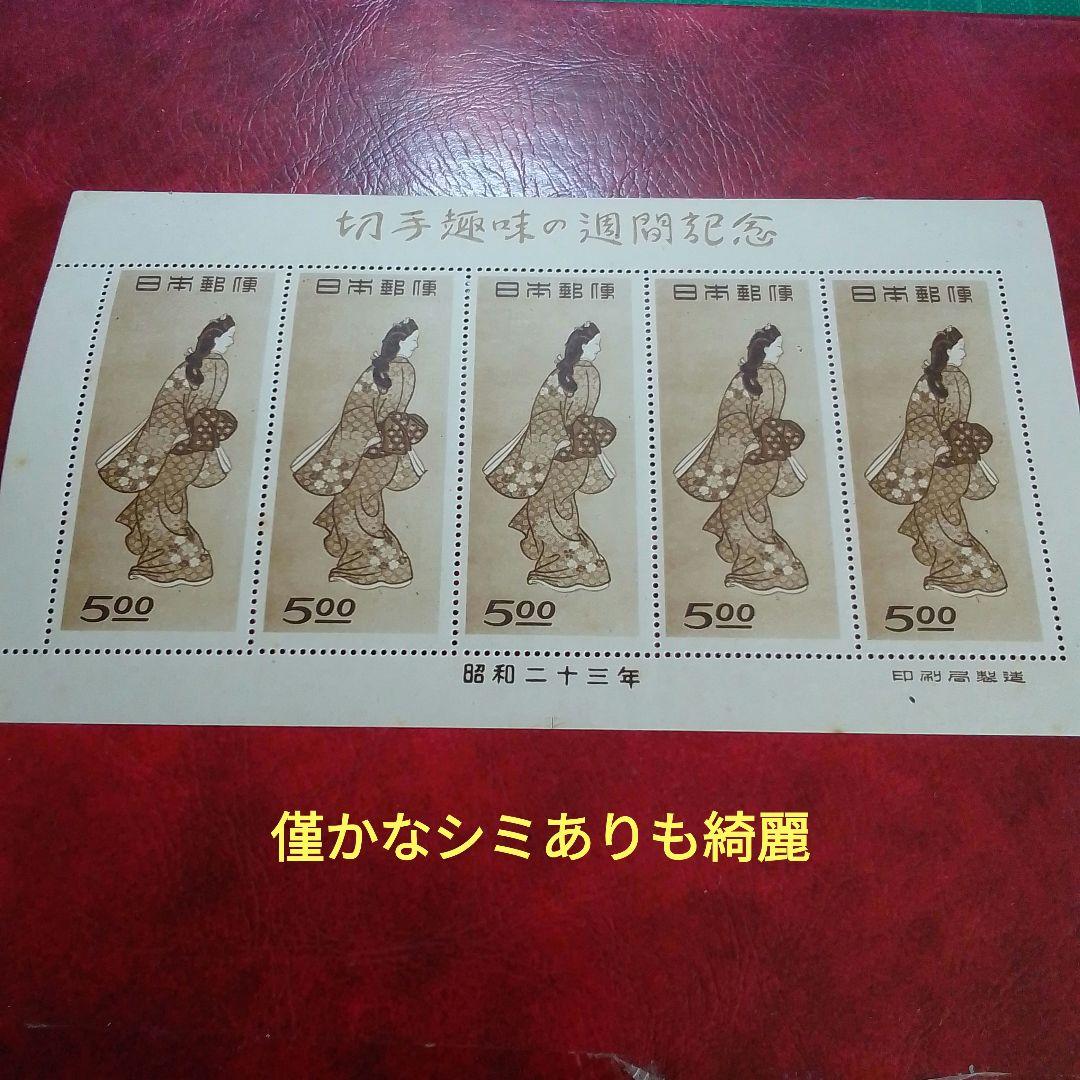 切手趣味の週間記念
日本郵便 日本郵便 日本郵便 日本郵便 日本郵便
5.00 5.00 5.00 5.00 5.00
昭和二十三年 印刷局製造
僅かなシミありも綺麗